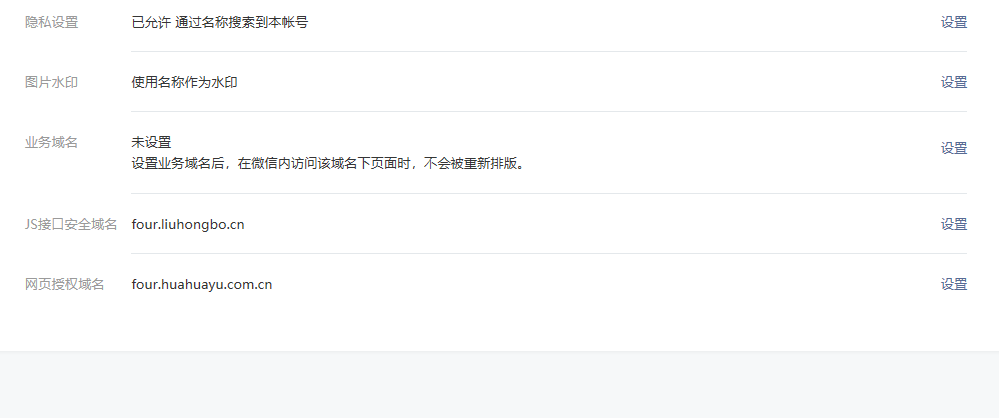 隐私设置 已允许 通过名称搜索到本帐号 设置
图片水印 使用名称作为水印 设置
业务域名 未设置 设置
设置业务域名后，在微信内访问该域名下页面时，不会被重新排版。
JS接口安全域名 four.liuhongbo.cn 设置
网页授权域名 four.huahuayu.com.cn 设置